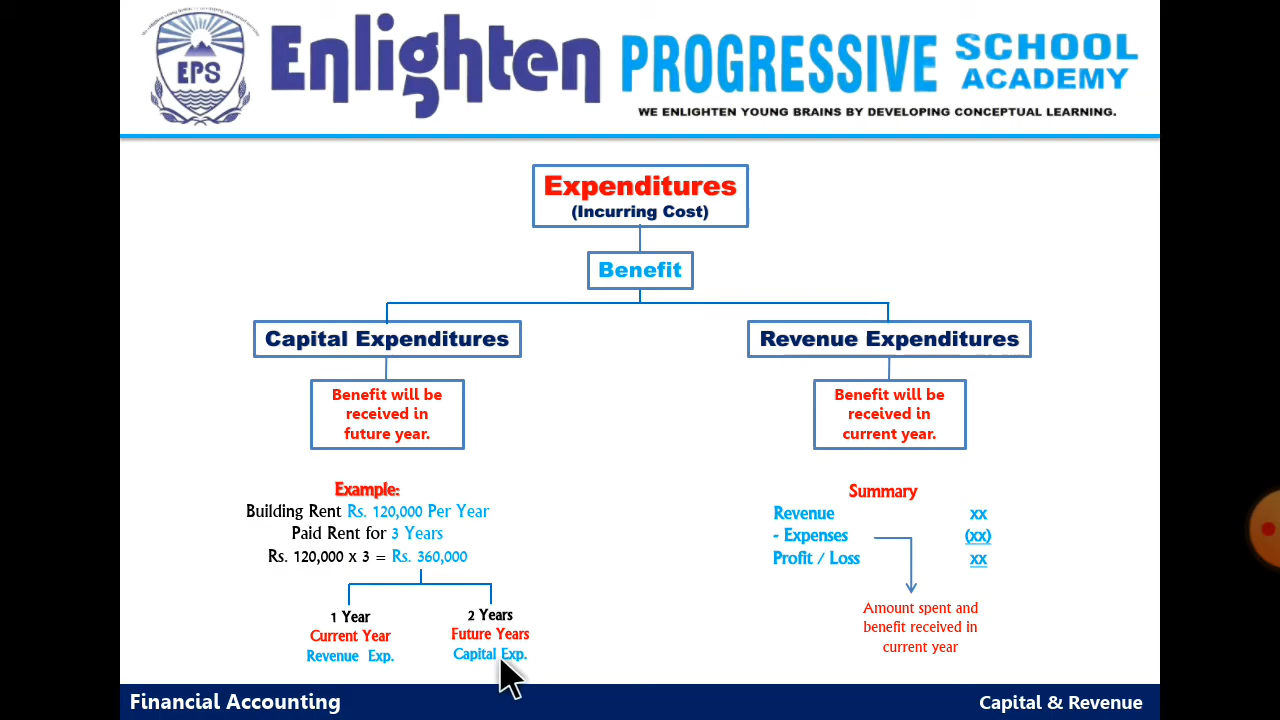 EPS
Enlighten PROGRESSIVE SCHOOL ACADEMY
WE ENLIGHTEN YOUNG BRAINS BY DEVELOPING CONCEPTUAL LEARNING.
Expenditures
(Incurring Cost)
Benefit
Capital Expenditures
Benefit will be
received in
future year.
Revenue Expenditures
Benefit will be
received in
current year.
Example:
Building Rent Rs. 120,000 Per Year
Paid Rent for 3 Years
Rs. 120,000 x 3 = Rs. 360,000
1 Year
Current Year
Revenue Exp.
2 Years
Future Years
Capital Exp.
Summary
Revenue xx
- Expenses (xx)
Profit / Loss xx
Amount spent and
benefit received in
current year
Financial Accounting
Capital & Revenue